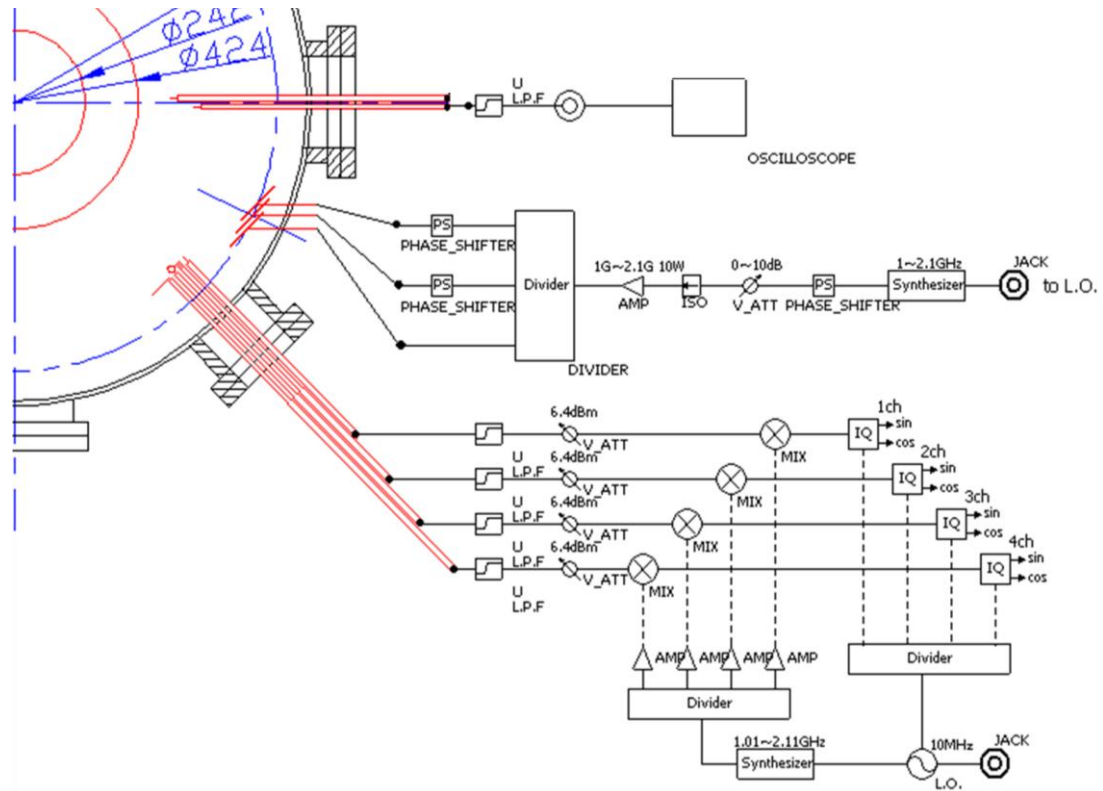 Ø242
Ø424
U
L.P.F
OSCILLOSCOPE
PS
PHASE_SHIFTER
PS
PHASE_SHIFTER
Divider
DIVIDER
1G~2.1G 10W
AMP
ISO
0~10dB
V_ATT
PS
PHASE_SHIFTER
1~2.1GHz
Synthesizer
JACK
to L.O.
6.4dBm
V_ATT
MIX
1ch
IQ
sin
cos
U
L.P.F
6.4dBm
V_ATT
MIX
2ch
IQ
sin
cos
U
L.P.F
6.4dBm
V_ATT
MIX
3ch
IQ
sin
cos
U
L.P.F
6.4dBm
V_ATT
MIX
4ch
IQ
sin
cos
U
L.P.F
AMP
AMP
AMP
AMP
Divider
Divider
1.01~2.11GHz
Synthesizer
10MHz
L.O.
JACK